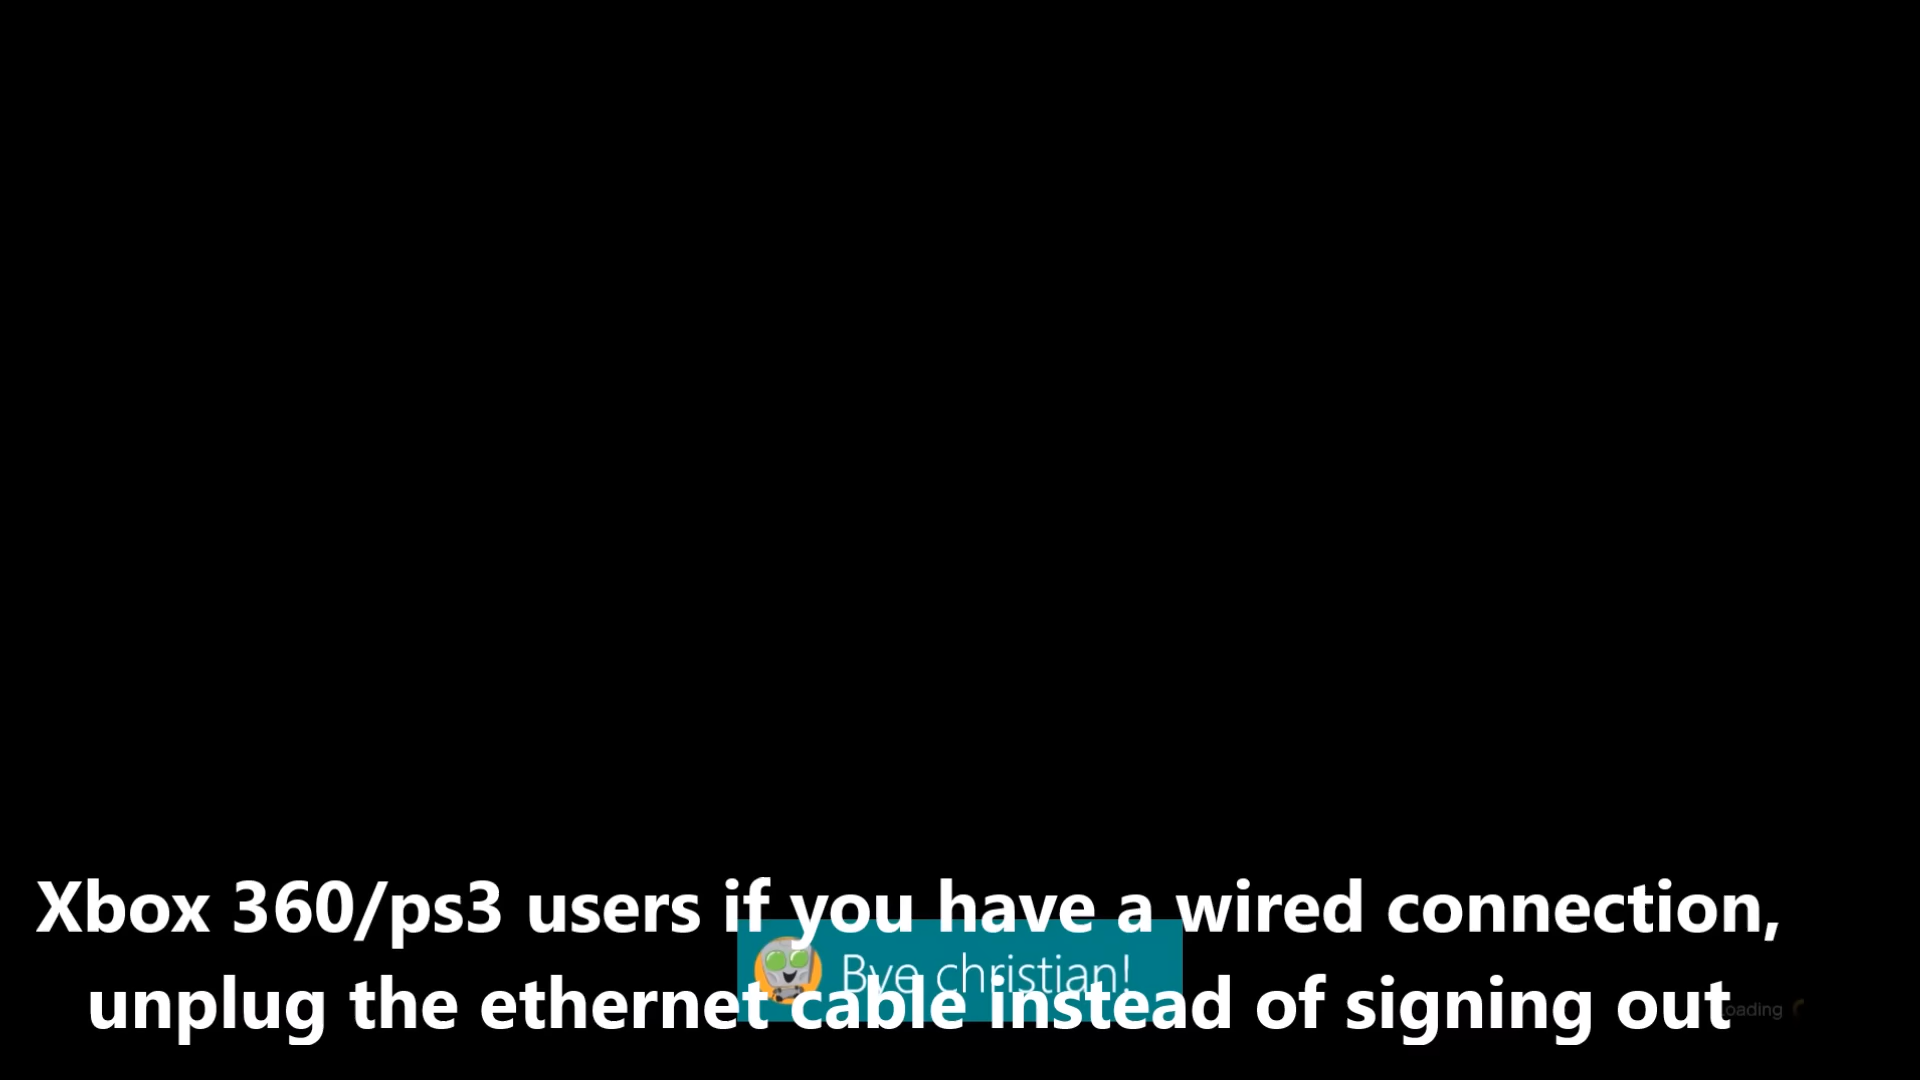 Xbox 360/ps3 users if you have a wired connection,
Bye christian!
unplug the ethernet cable instead of signing out
oading